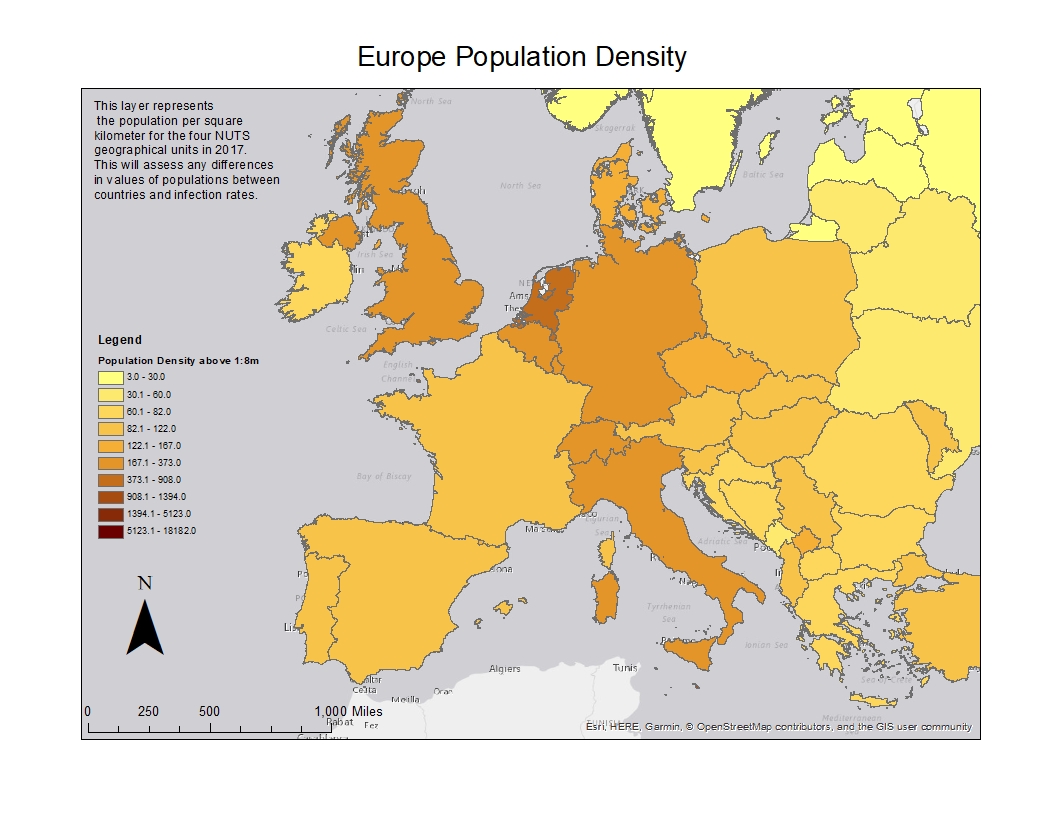 Europe Population Density
This layer represents
the population per square
kilometer for the four NUTS
geographical units in 2017.
This will assess any differences
in values of populations between
countries and infection rates.
North Sea
Skagerrak
North Sea
Baltic Sea
Irish Sea
Celtic Sea
English
Channel
Bay of Biscay
Legend
Population Density above 1:8m
3.0 - 30.0
30.1 - 60.0
60.1 - 82.0
82.1 - 122.0
122.1 - 167.0
167.1 - 373.0
373.1 - 908.0
908.1 - 1394.0
1394.1 - 5123.0
5123.1 - 18182.0
Ligurian
Sea
Adriatic Sea
Tyrrhenian
Sea
Ionian Sea
Sea of Crete
Mediterranean
N
Algiers
Tunis
Ceuta
Melilla
Rabat
Fez
Casablanca
0 250 500 1,000 Miles
Esri, HERE, Garmin, © OpenStreetMap contributors, and the GIS user community